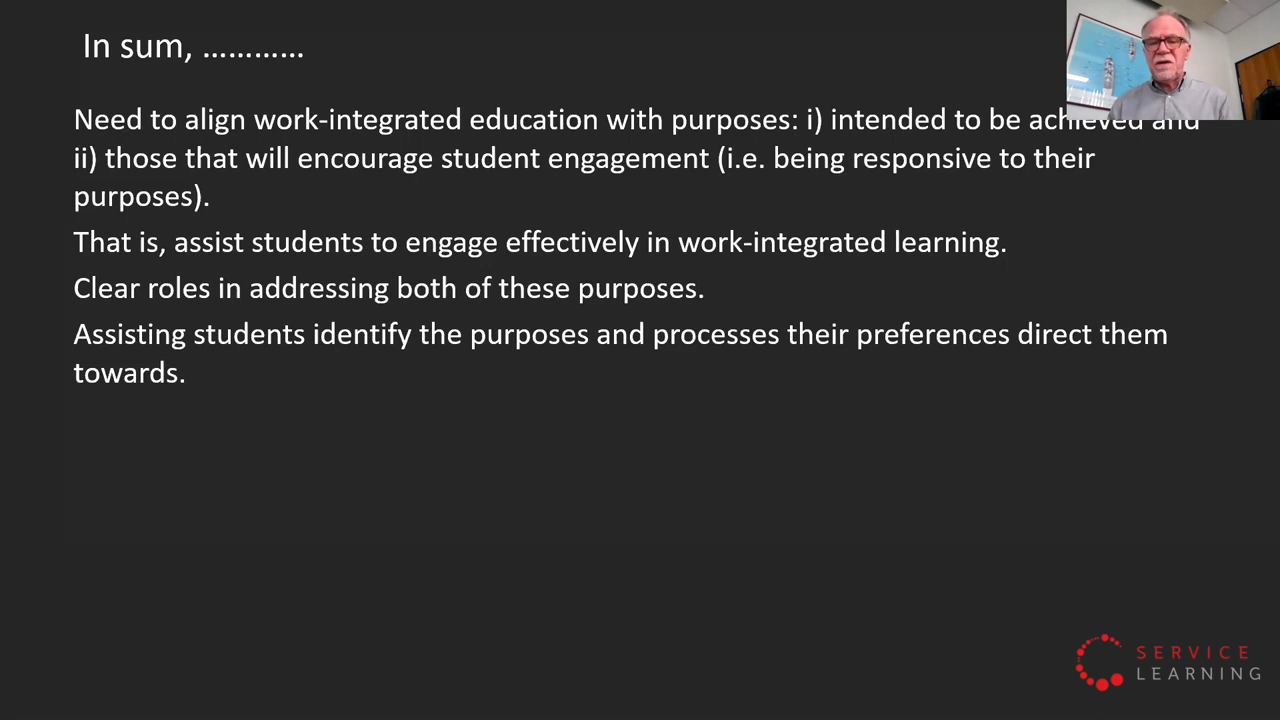 In sum, …………
Need to align work-integrated education with purposes: i) intended to be achieved and
ii) those that will encourage student engagement (i.e. being responsive to their
purposes).
That is, assist students to engage effectively in work-integrated learning.
Clear roles in addressing both of these purposes.
Assisting students identify the purposes and processes their preferences direct them
towards.
SERVICE
LEARNING